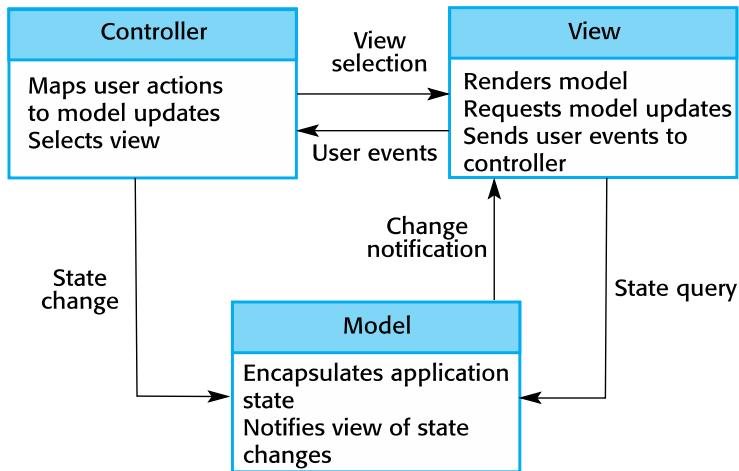 Controller
Maps user actions
to model updates
Selects view
View
selection
User events
View
Renders model
Requests model updates
Sends user events to
controller
State
change
Change
notification
State query
Model
Encapsulates application
state
Notifies view of state
changes